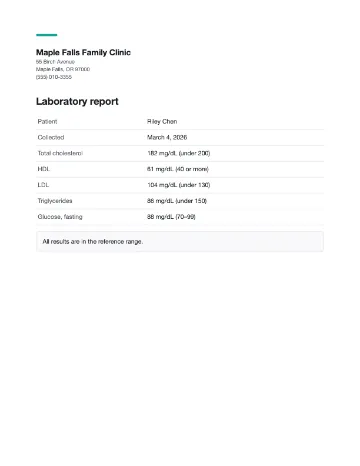 Maple Falls Family Clinic
55 Birch Avenue
Maple Falls, OR 97000
(555) 010-3355
Laboratory report
Patient Riley Chen
Collected March 4, 2026
Total cholesterol 182 mg/dL (under 200)
HDL 61 mg/dL (40 or more)
LDL 104 mg/dL (under 130)
Triglycerides 86 mg/dL (under 150)
Glucose, fasting 88 mg/dL (70–99)
All results are in the reference range.